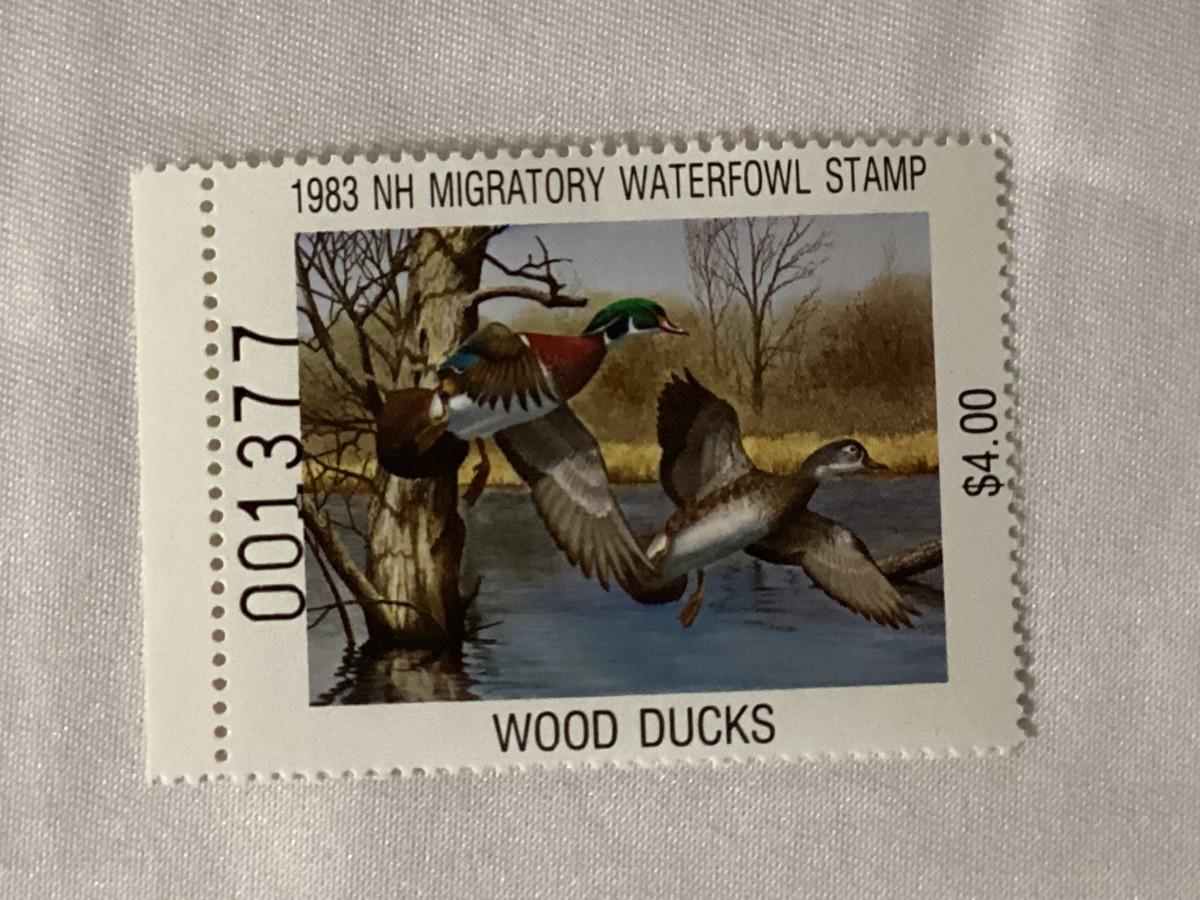 1983 NH MIGRATORY WATERFOWL STAMP
001377
$4.00
WOOD DUCKS